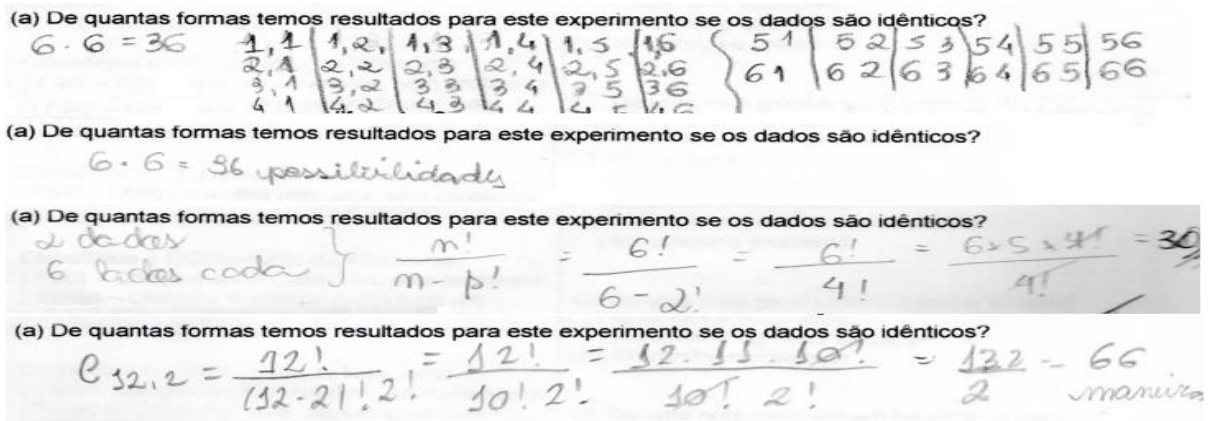 (a) De quantas formas temos resultados para este experimento se os dados são idênticos?
6 · 6 = 36 1,1 | 1,2, | 1,3, | 1,4 | 1,5 | 1,6 { 5 1 | 5 2 | 5 3 | 5 4 | 5 5 | 5 6
2,1 | 2,2 | 2,3 | 2,4 | 2,5 | 2,6 6 1 | 6 2 | 6 3 | 6 4 | 6 5 | 6 6
3,1 | 3,2 | 3 3 | 3 4 | 3 5 | 3 6
4 1 | 4,2 | 4 3 | 4 4 | 4 5 | 4 6
(a) De quantas formas temos resultados para este experimento se os dados são idênticos?
6 · 6 = 36 possibilidades
(a) De quantas formas temos resultados para este experimento se os dados são idênticos?
2 dados } n! / n-p! = 6! / 6-2! = 6! / 4! = 6×5×4! / 4! = 30
6 lados cada
(a) De quantas formas temos resultados para este experimento se os dados são idênticos?
C 12,2 = 12! / (12-2)! 2! = 12! / 10! 2! = 12 . 11 . 10! / 10! 2! = 132 / 2 = 66
maneiras